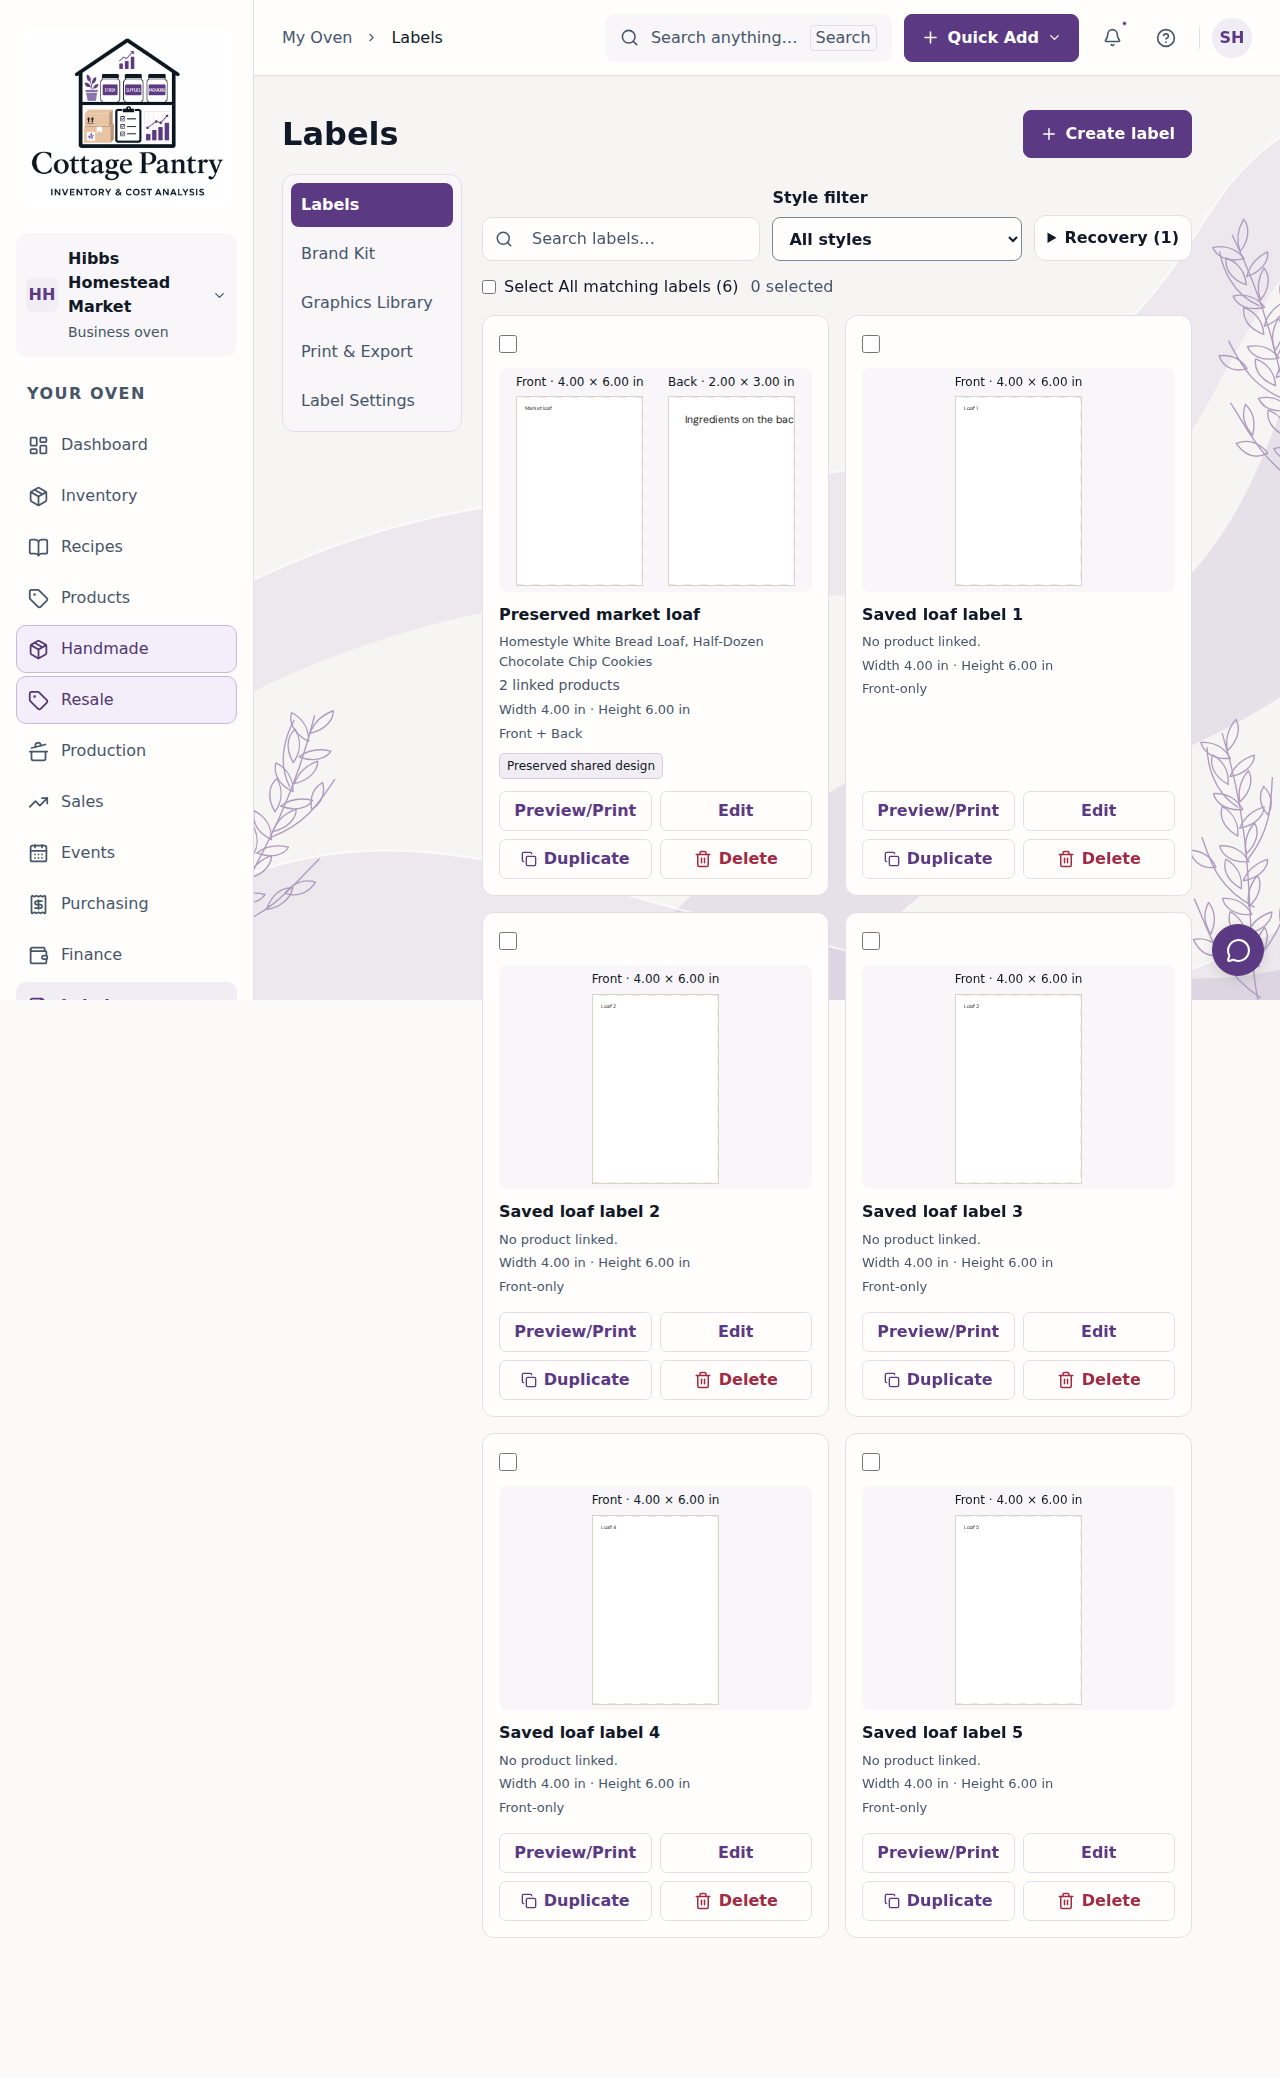 Cottage Pantry
INVENTORY & COST ANALYSIS
HH
Hibbs
Homestead
Market
Business oven
YOUR OVEN
Dashboard
Inventory
Recipes
Products
Handmade
Resale
Production
Sales
Events
Purchasing
Finance
My Oven > Labels
Search anything... Search
+ Quick Add
SH
Labels
+ Create label
Labels
Brand Kit
Graphics Library
Print & Export
Label Settings
Style filter
Search labels...
All styles
Recovery (1)
Select All matching labels (6) 0 selected
Front · 4.00 × 6.00 in Back · 2.00 × 3.00 in
Market loaf
Ingredients on the bac
Preserved market loaf
Homestyle White Bread Loaf, Half-Dozen
Chocolate Chip Cookies
2 linked products
Width 4.00 in · Height 6.00 in
Front + Back
Preserved shared design
Preview/Print Edit
Duplicate Delete
Front · 4.00 × 6.00 in
Loaf 1
Saved loaf label 1
No product linked.
Width 4.00 in · Height 6.00 in
Front-only
Preview/Print Edit
Duplicate Delete
Front · 4.00 × 6.00 in
Loaf 2
Saved loaf label 2
No product linked.
Width 4.00 in · Height 6.00 in
Front-only
Preview/Print Edit
Duplicate Delete
Front · 4.00 × 6.00 in
Loaf 3
Saved loaf label 3
No product linked.
Width 4.00 in · Height 6.00 in
Front-only
Preview/Print Edit
Duplicate Delete
Front · 4.00 × 6.00 in
Loaf 4
Saved loaf label 4
No product linked.
Width 4.00 in · Height 6.00 in
Front-only
Preview/Print Edit
Duplicate Delete
Front · 4.00 × 6.00 in
Loaf 5
Saved loaf label 5
No product linked.
Width 4.00 in · Height 6.00 in
Front-only
Preview/Print Edit
Duplicate Delete